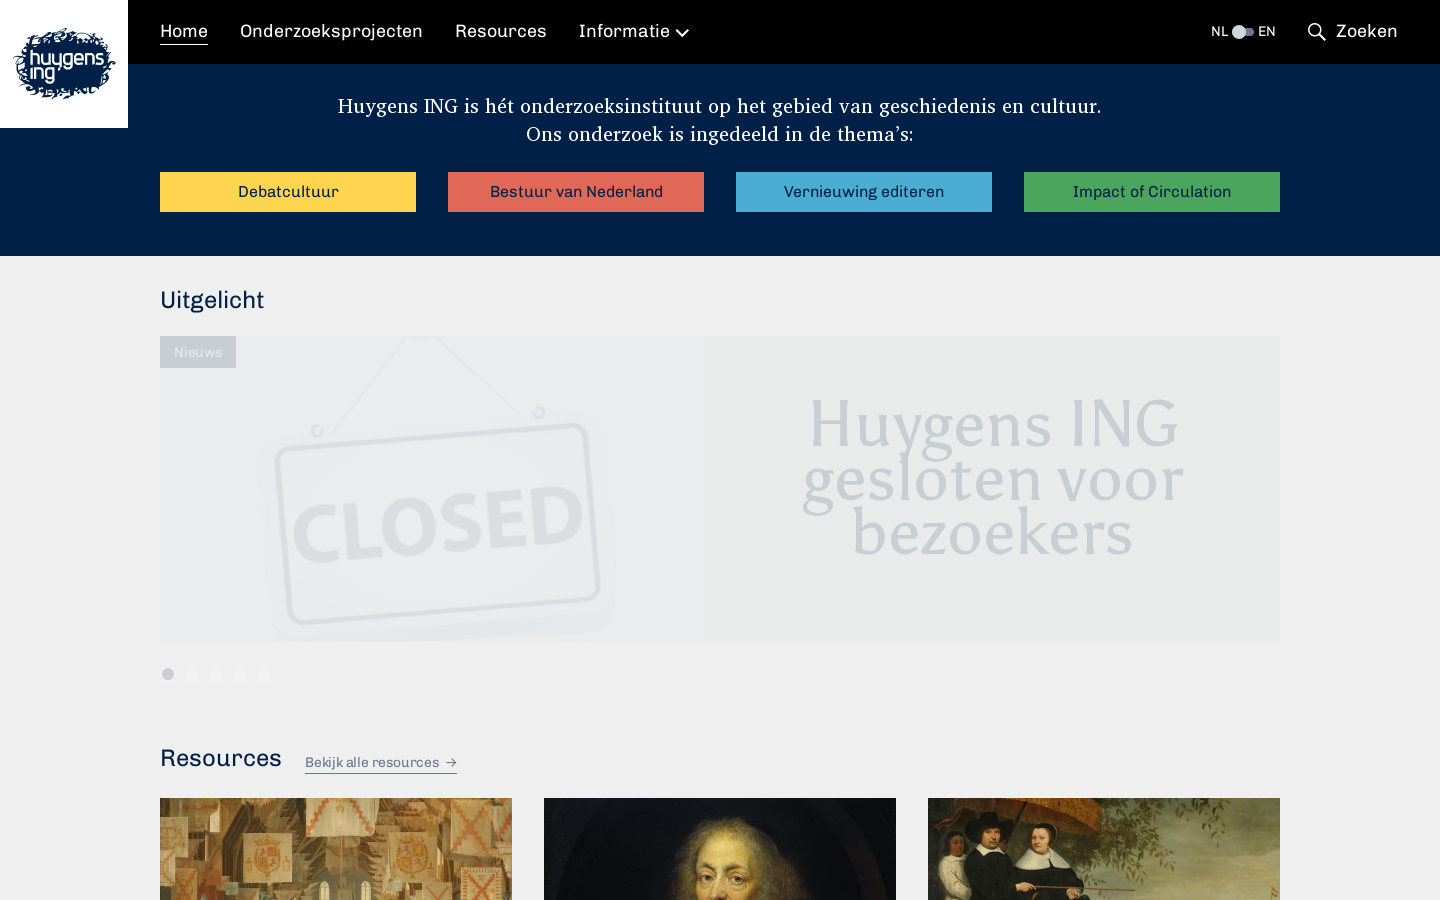 huygens
ing
Home
Onderzoeksprojecten
Resources
Informatie
NL
EN
Zoeken
Huygens ING is hét onderzoeksinstituut op het gebied van geschiedenis en cultuur.
Ons onderzoek is ingedeeld in de thema’s:
Debatcultuur
Bestuur van Nederland
Vernieuwing editeren
Impact of Circulation
Uitgelicht
Nieuws
CLOSED
Huygens ING
gesloten voor
bezoekers
Resources
Bekijk alle resources →